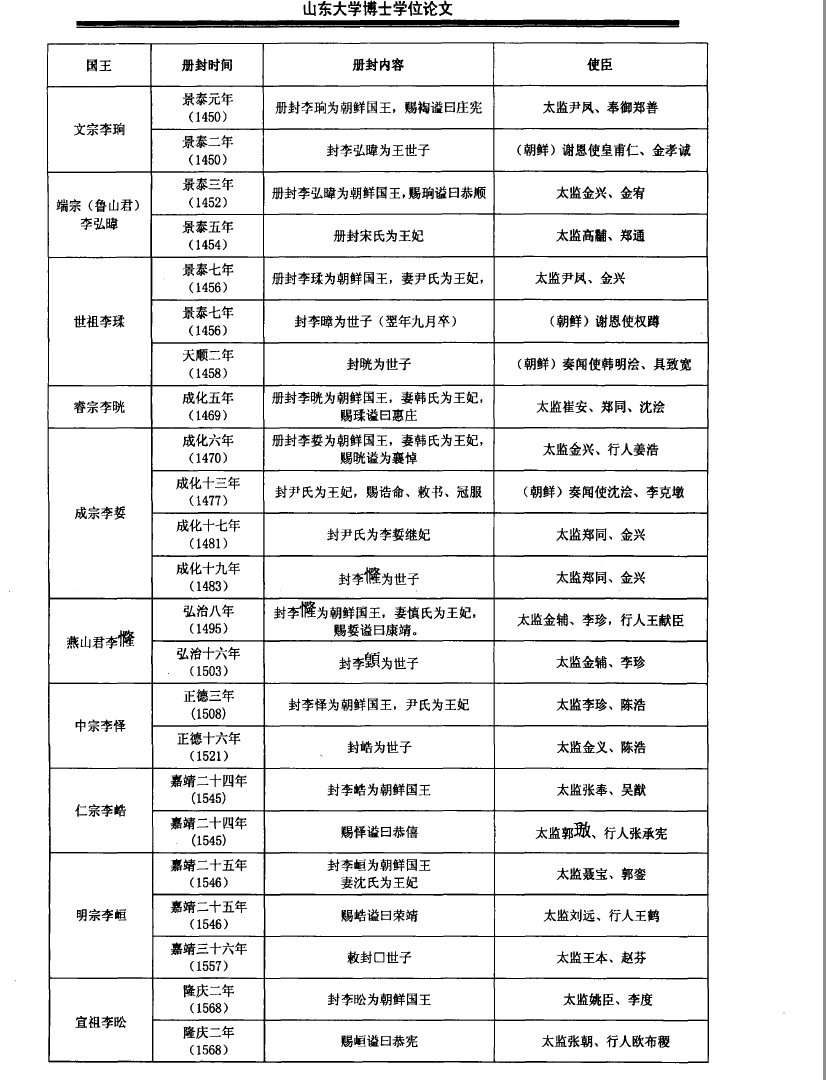 山东大学博士学位论文
国王 册封时间 册封内容 使臣
文宗李珦
景泰元年
(1450)
册封李珦为朝鲜国王，赐裪谥曰庄宪
太监尹凤、奉御郑善
景泰二年
(1450)
封李弘暐为王世子
(朝鲜) 谢恩使皇甫仁、金孝诚
端宗（鲁山君）
李弘暐
景泰三年
(1452)
册封李弘暐为朝鲜国王，赐珦谥曰恭顺
太监金兴、金宥
景泰五年
(1454)
册封宋氏为王妃
太监高黼、郑通
世祖李瑈
景泰七年
(1456)
册封李瑈为朝鲜国王，妻尹氏为王妃，
太监尹凤、金兴
景泰七年
(1456)
封李暲为世子（翌年九月卒）
(朝鲜) 谢恩使权蹲
天顺二年
(1458)
封晄为世子
(朝鲜) 奏闻使韩明浍、具致宽
睿宗李晄
成化五年
(1469)
册封李晄为朝鲜国王，妻韩氏为王妃，
赐瑈谥曰惠庄
太监崔安、郑同、沈浍
成宗李娎
成化六年
(1470)
册封李娎为朝鲜国王，妻韩氏为王妃，
赐晄谥为襄悼
太监金兴、行人姜浩
成化十三年
(1477)
封尹氏为王妃，赐诰命、敕书、冠服
(朝鲜) 奏闻使沈浍、李克墩
成化十七年
(1481)
封尹氏为李娎继妃
太监郑同、金兴
成化十九年
(1483)
封李㦕为世子
太监郑同、金兴
燕山君李㦕
弘治八年
(1495)
封李㦕为朝鲜国王，妻慎氏为王妃，
赐娎谥曰康靖。
太监金辅、李珍，行人王献臣
弘治十六年
(1503)
封李𩔇为世子
太监金辅、李珍
中宗李怿
正德三年
(1508)
封李怿为朝鲜国王，尹氏为王妃
太监李珍、陈浩
正德十六年
(1521)
封峼为世子
太监金义、陈浩
仁宗李峼
嘉靖二十四年
(1545)
封李峼为朝鲜国王
太监张奉、吴猷
嘉靖二十四年
(1545)
赐怿谥曰恭僖
太监郭璈、行人张承宪
明宗李峘
嘉靖二十五年
(1546)
封李峘为朝鲜国王
妻沈氏为王妃
太监聂宝、郭銮
嘉靖二十五年
(1546)
赐峼谥曰荣靖
太监刘远、行人王鹤
嘉靖三十六年
(1557)
敕封□世子
太监王本、赵芬
宣祖李昖
隆庆二年
(1568)
封李昖为朝鲜国王
太监姚臣、李度
隆庆二年
(1568)
赐峘谥曰恭宪
太监张朝、行人欧布稷